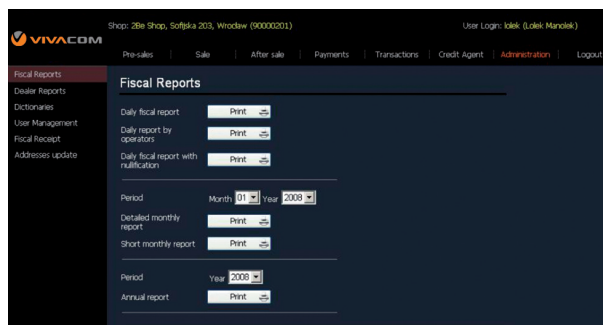 Shop: 2Be Shop, Sofijska 203, Wrocław (90000201) User Login: lolek (Lolek Manolek)
VIVACOM
Pre-sales Sale After sale Payments Transactions Credit Agent Administration Logout
Fiscal Reports
Dealer Reports
Dictionaries
User Management
Fiscal Receipt
Addresses update
Fiscal Reports
Daily fiscal report Print
Daily report by
operators Print
Daily fiscal report with
nullification Print
Period Month 01 Year 2008
Detailed monthly
report Print
Short monthly report Print
Period Year 2008
Annual report Print